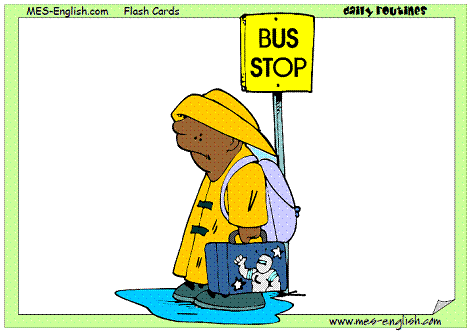 MES-English.com Flash Cards daily routines
BUS
STOP
www.mes-english.com